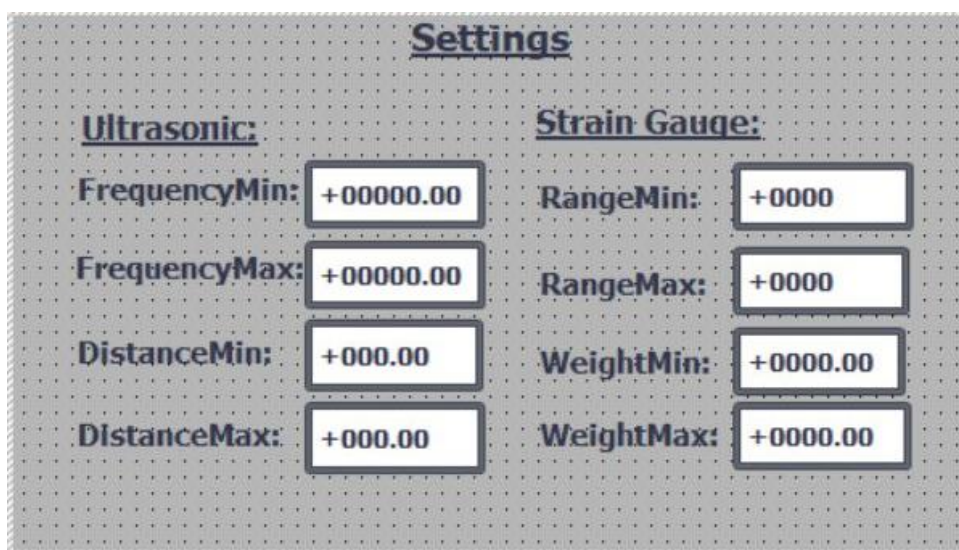 Settings
Ultrasonic:
FrequencyMin: +00000.00
FrequencyMax: +00000.00
DistanceMin: +000.00
DistanceMax: +000.00
Strain Gauge:
RangeMin: +0000
RangeMax: +0000
WeightMin: +0000.00
WeightMax: +0000.00